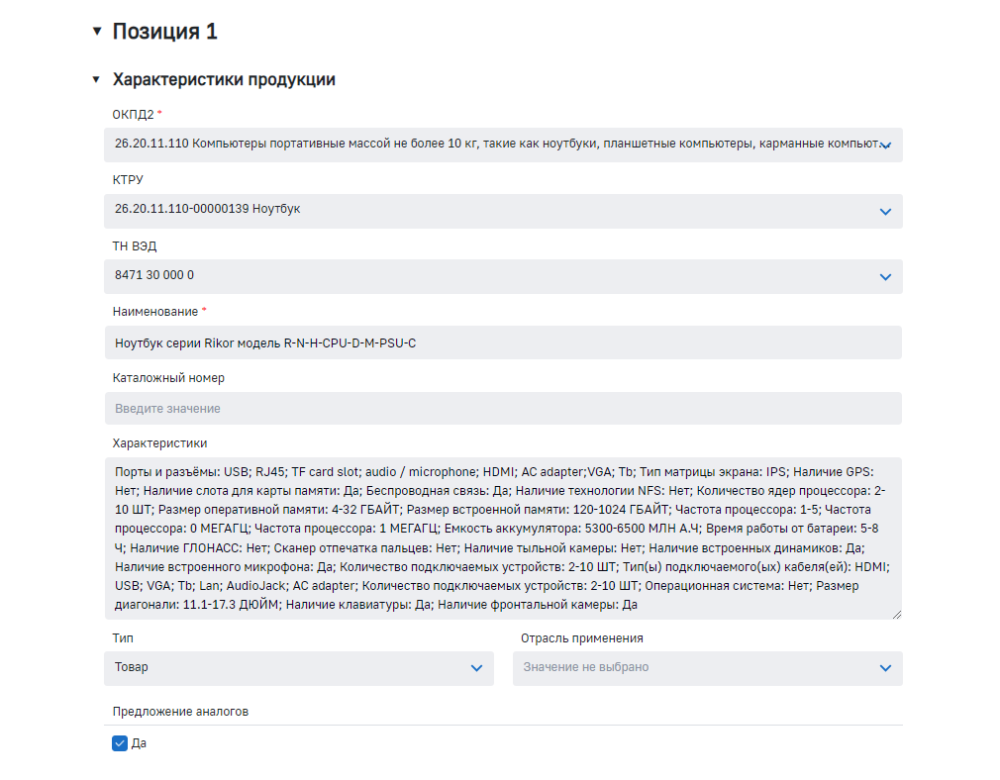 Позиция 1
Характеристики продукции
ОКПД2 *
26.20.11.110 Компьютеры портативные массой не более 10 кг, такие как ноутбуки, планшетные компьютеры, карманные компьют...
КТРУ
26.20.11.110-00000139 Ноутбук
ТН ВЭД
8471 30 000 0
Наименование *
Ноутбук серии Rikor модель R-N-H-CPU-D-M-PSU-C
Каталожный номер
Введите значение
Характеристики
Порты и разъёмы: USB; RJ45; TF card slot; audio / microphone; HDMI; AC adapter;VGA; Tb; Тип матрицы экрана: IPS; Наличие GPS:
Нет; Наличие слота для карты памяти: Да; Беспроводная связь: Да; Наличие технологии NFS: Нет; Количество ядер процессора: 2-
10 ШТ; Размер оперативной памяти: 4-32 ГБАЙТ; Размер встроенной памяти: 120-1024 ГБАЙТ; Частота процессора: 1-5; Частота
процессора: 0 МЕГАГЦ; Частота процессора: 1 МЕГАГЦ; Емкость аккумулятора: 5300-6500 МЛН А.Ч; Время работы от батареи: 5-8
Ч; Наличие ГЛОНАСС: Нет; Сканер отпечатка пальцев: Нет; Наличие тыльной камеры: Нет; Наличие встроенных динамиков: Да;
Наличие встроенного микрофона: Да; Количество подключаемых устройств: 2-10 ШТ; Тип(ы) подключаемого(ых) кабеля(ей): HDMI;
USB; VGA; Tb; Lan; AudioJack; AC adapter; Количество подключаемых устройств: 2-10 ШТ; Операционная система: Нет; Размер
диагонали: 11.1-17.3 ДЮЙМ; Наличие клавиатуры: Да; Наличие фронтальной камеры: Да
Тип
Отрасль применения
Товар
Значение не выбрано
Предложение аналогов
Да